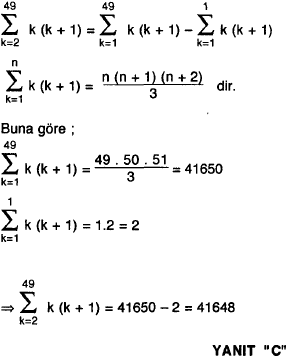 49∑k=2 k (k + 1) = 49∑k=1 k (k + 1) – 1∑k=1 k (k + 1)
n∑k=1 k (k + 1) = n (n + 1) (n + 2) / 3 dir.
Buna göre ;
49∑k=1 k (k + 1) = 49 . 50 . 51 / 3 = 41650
1∑k=1 k (k + 1) = 1.2 = 2
⇒ 49∑k=2 k (k + 1) = 41650 – 2 = 41648
YANIT "C"